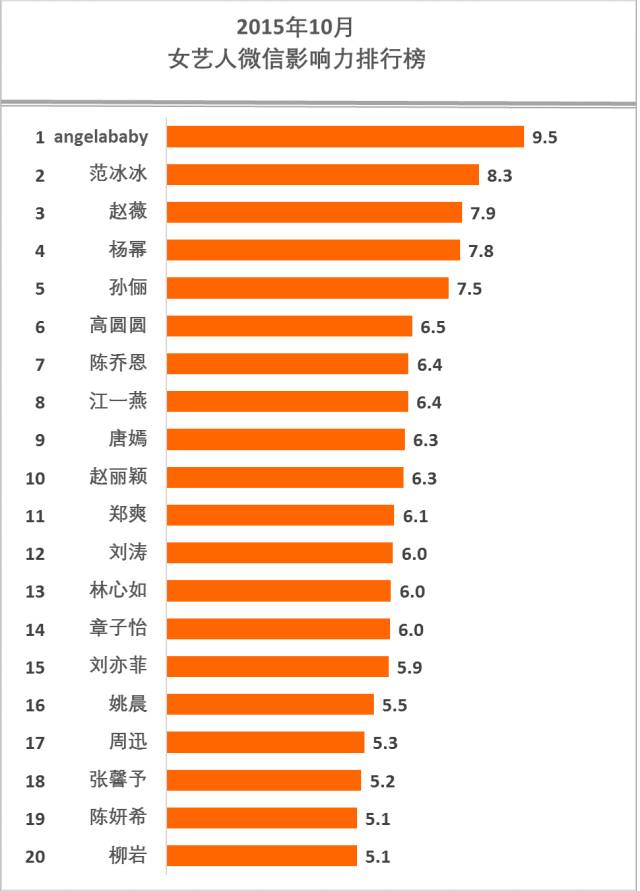 2015年10月
女艺人微信影响力排行榜
1 angelababy 9.5
2 范冰冰 8.3
3 赵薇 7.9
4 杨幂 7.8
5 孙俪 7.5
6 高圆圆 6.5
7 陈乔恩 6.4
8 江一燕 6.4
9 唐嫣 6.3
10 赵丽颖 6.3
11 郑爽 6.1
12 刘涛 6.0
13 林心如 6.0
14 章子怡 6.0
15 刘亦菲 5.9
16 姚晨 5.5
17 周迅 5.3
18 张馨予 5.2
19 陈妍希 5.1
20 柳岩 5.1